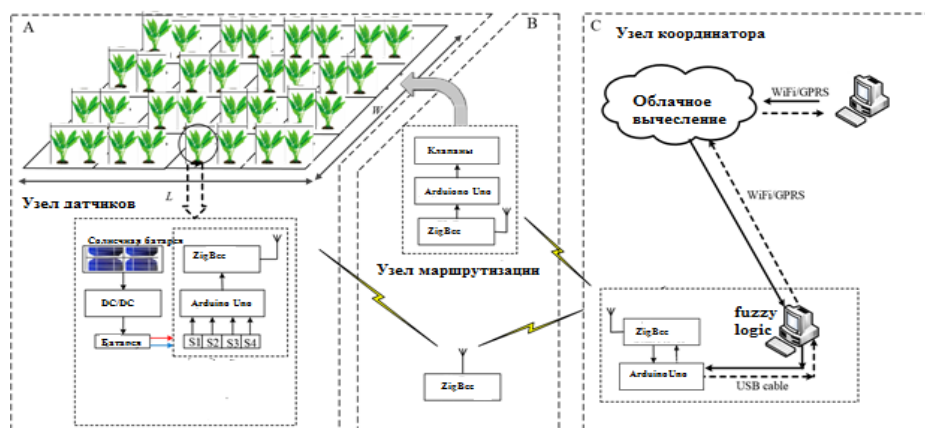 A
B
C
Узел координатора
Облачное
вычесление
WiFi/GPRS
WiFi/GPRS
W
L
Клапаны
Arduiono Uno
ZigBee
Узел маршрутизации
Узел датчиков
Солнечная батарея
DC/DC
Батарея
ZigBee
Arduino Uno
S1 S2 S3 S4
ZigBee
ZigBee
ArduinoUno
fuzzy
logic
USB cable